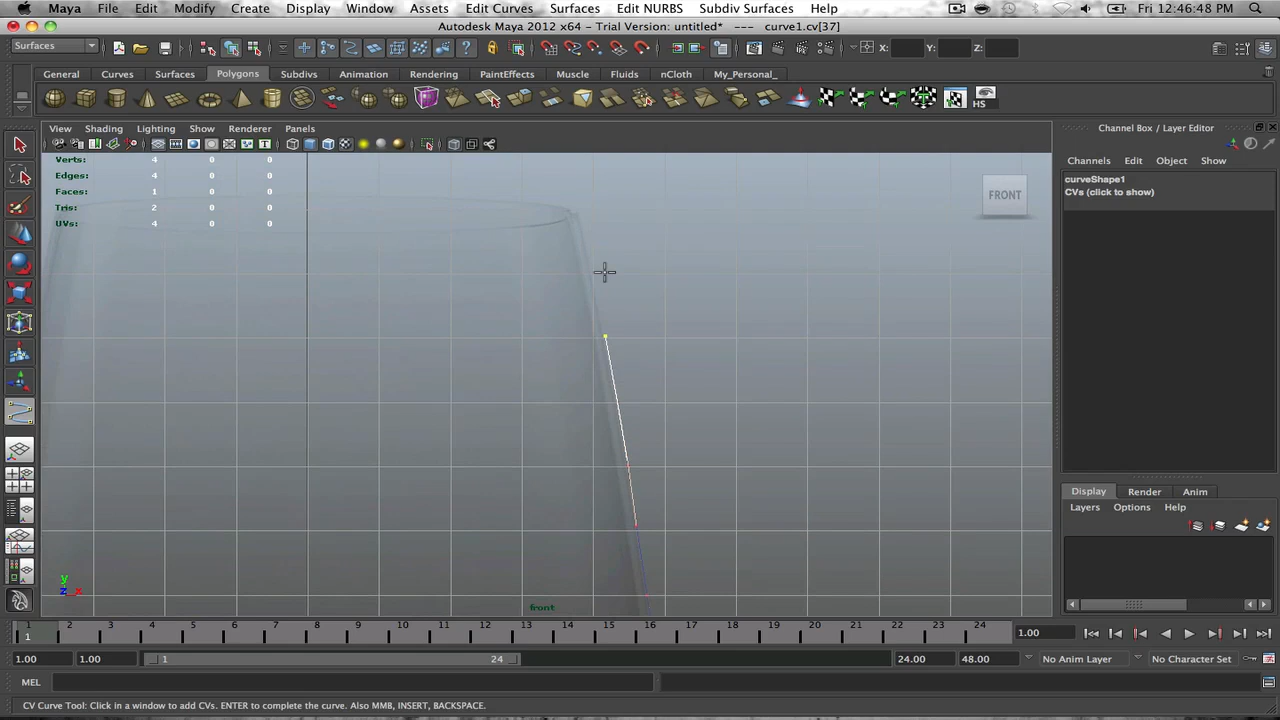 Maya File Edit Modify Create Display Window Assets Edit Curves Surfaces Edit NURBS Subdiv Surfaces Help Fri 12:46:48 PM
Autodesk Maya 2012 x64 - Trial Version: untitled* --- curve1.cv[37]
Surfaces X: Y: Z:
General Curves Surfaces Polygons Subdivs Animation Rendering PaintEffects Muscle Fluids nCloth My_Personal_
HS
View Shading Lighting Show Renderer Panels
Channel Box / Layer Editor
Channels Edit Object Show
curveShape1
CVs (click to show)
Verts: 4 0 0
Edges: 4 0 0
Faces: 1 0 0
Tris: 2 0 0
UVs: 4 0 0
FRONT
Display Render Anim
Layers Options Help
y
z x
front
1 2 3 4 5 6 7 8 9 10 11 12 13 14 15 16 17 18 19 20 21 22 23 24
1 1.00
1.00 1.00 1 24 24.00 48.00 No Anim Layer No Character Set
MEL
CV Curve Tool: Click in a window to add CVs. ENTER to complete the curve. Also MMB, INSERT, BACKSPACE.